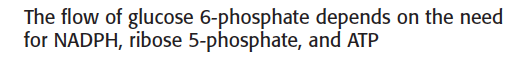 The flow of glucose 6-phosphate depends on the need
for NADPH, ribose 5-phosphate, and ATP